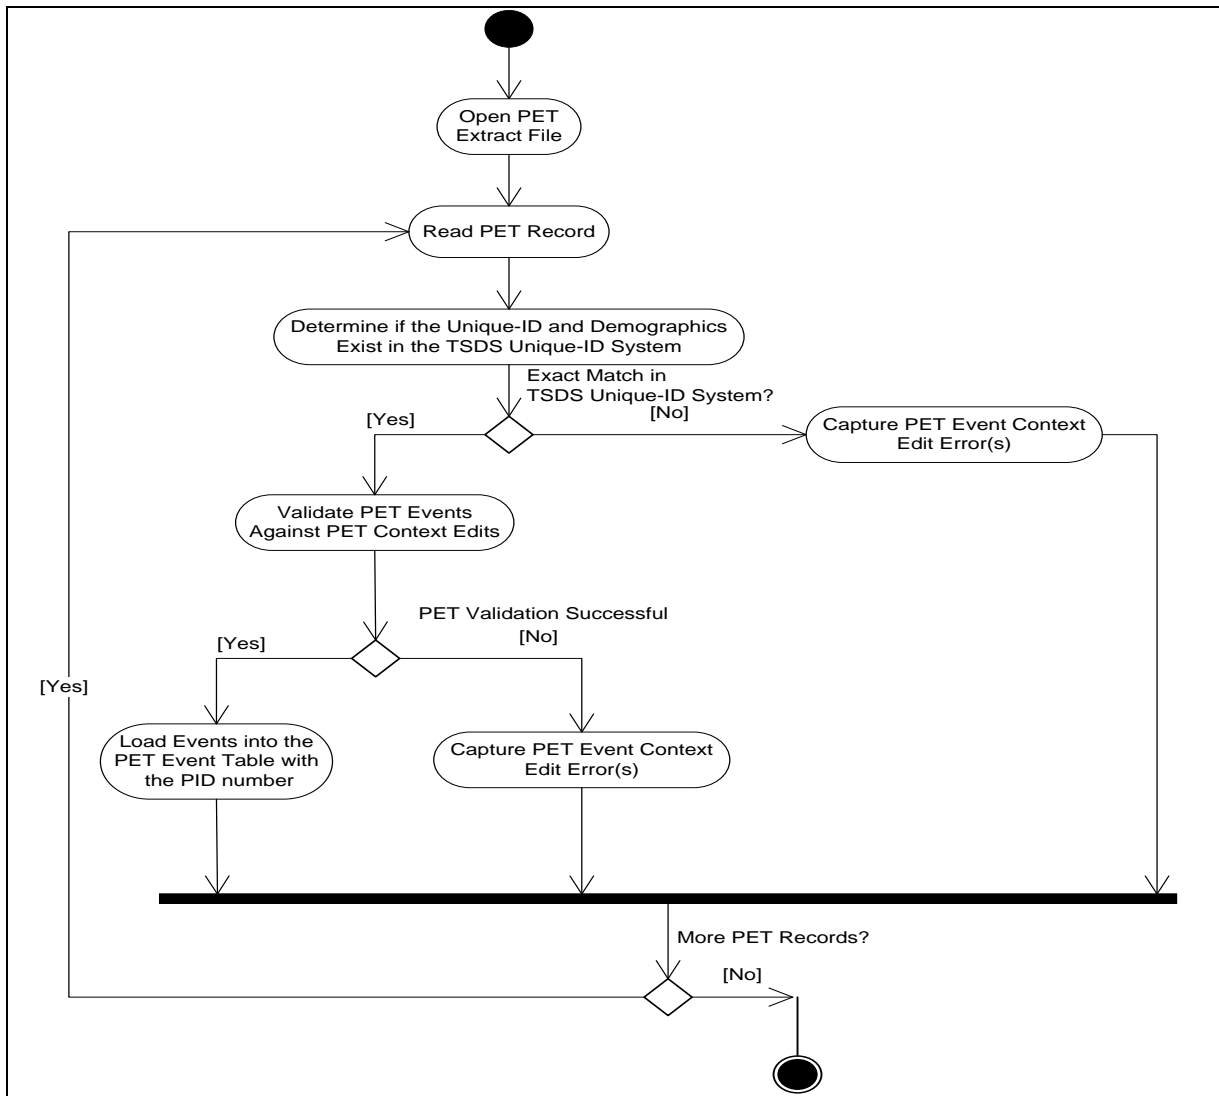 Open PET
Extract File
Read PET Record
Determine if the Unique-ID and Demographics
Exist in the TSDS Unique-ID System
Exact Match in
TSDS Unique-ID System?
[Yes]
[No]
Capture PET Event Context
Edit Error(s)
Validate PET Events
Against PET Context Edits
PET Validation Successful
[Yes]
[No]
[Yes]
Load Events into the
PET Event Table with
the PID number
Capture PET Event Context
Edit Error(s)
More PET Records?
[No]